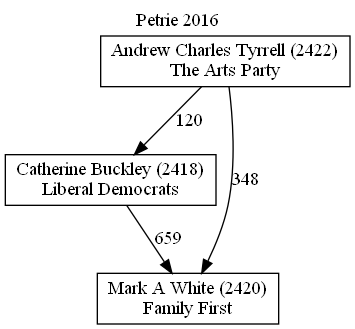 Petrie 2016
Andrew Charles Tyrrell (2422)
The Arts Party
120
Catherine Buckley (2418)
Liberal Democrats
348
659
Mark A White (2420)
Family First